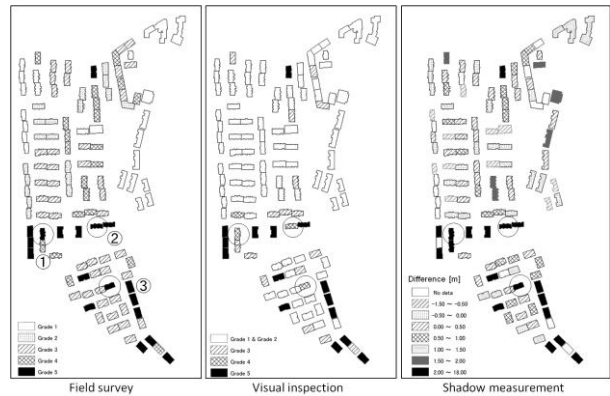 ①
②
③
Grade 1
Grade 2
Grade 3
Grade 4
Grade 5
Field survey
Grade 1 & Grade 2
Grade 3
Grade 4
Grade 5
Visual inspection
Difference [m]
No data
-1.50 ~ -0.50
-0.50 ~ 0.00
0.00 ~ 0.50
0.50 ~ 1.00
1.00 ~ 1.50
1.50 ~ 2.00
2.00 ~ 18.00
Shadow measurement